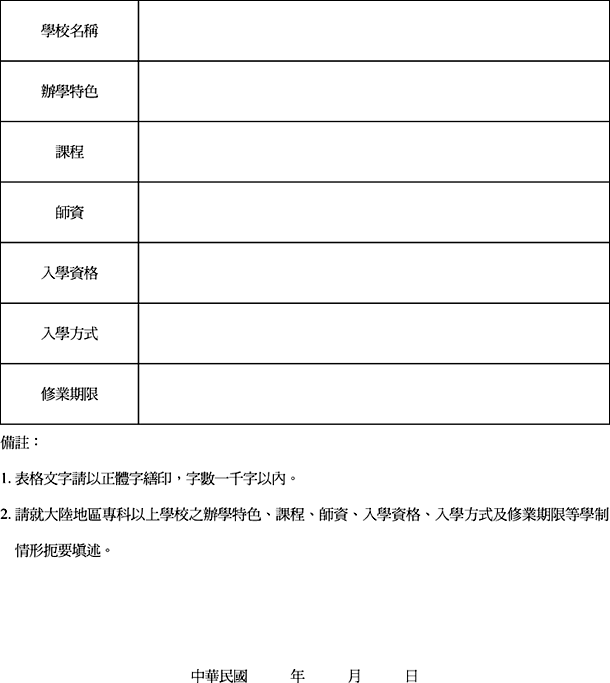 學校名稱
辦學特色
課程
師資
入學資格
入學方式
修業期限
備註：
1. 表格文字請以正體字繕印，字數一千字以內。
2. 請就大陸地區專科以上學校之辦學特色、課程、師資、入學資格、入學方式及修業期限等學制
情形扼要填述。
中華民國　　　年　　　月　　　日